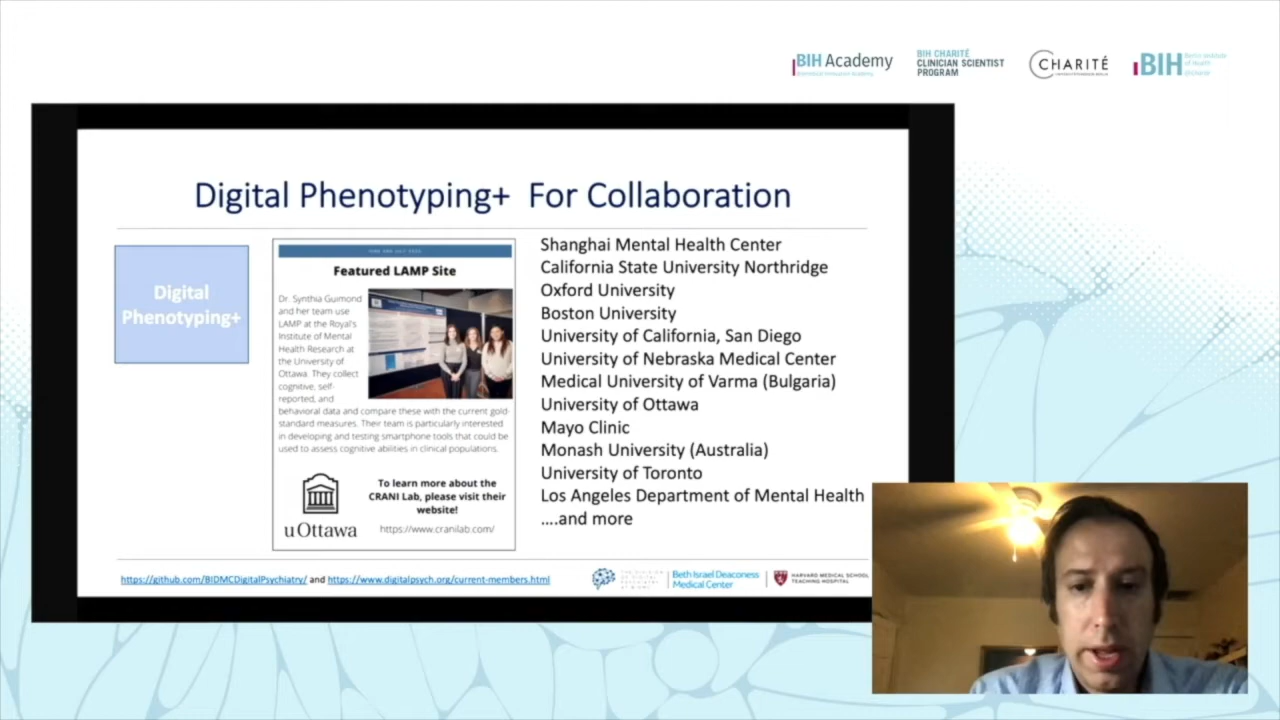 BIH Academy
BIH CHARITÉ
CLINICIAN SCIENTIST
PROGRAM
CHARITÉ
BIH
Digital Phenotyping+ For Collaboration
Digital
Phenotyping+
Featured LAMP Site
Dr. Synthia Guimond
and her team use
LAMP at the Royal's
Institute of Mental
Health Research at
the University of
Ottawa. They collect
cognitive, self-
reported, and
behavioral data and compare these with the current gold-
standard measures. Their team is particularly interested
in developing and testing smartphone tools that could be
used to assess cognitive abilities in clinical populations.
uOttawa
To learn more about the
CRANI Lab, please visit their
website!
https://www.cranilab.com/
Shanghai Mental Health Center
California State University Northridge
Oxford University
Boston University
University of California, San Diego
University of Nebraska Medical Center
Medical University of Varma (Bulgaria)
University of Ottawa
Mayo Clinic
Monash University (Australia)
University of Toronto
Los Angeles Department of Mental Health
....and more
https://github.com/BIDMCDigitalPsychiatry/ and https://www.digitalpsych.org/current-members.html
Beth Israel Deaconess
Medical Center
HARVARD MEDICAL SCHOOL
TEACHING HOSPITAL